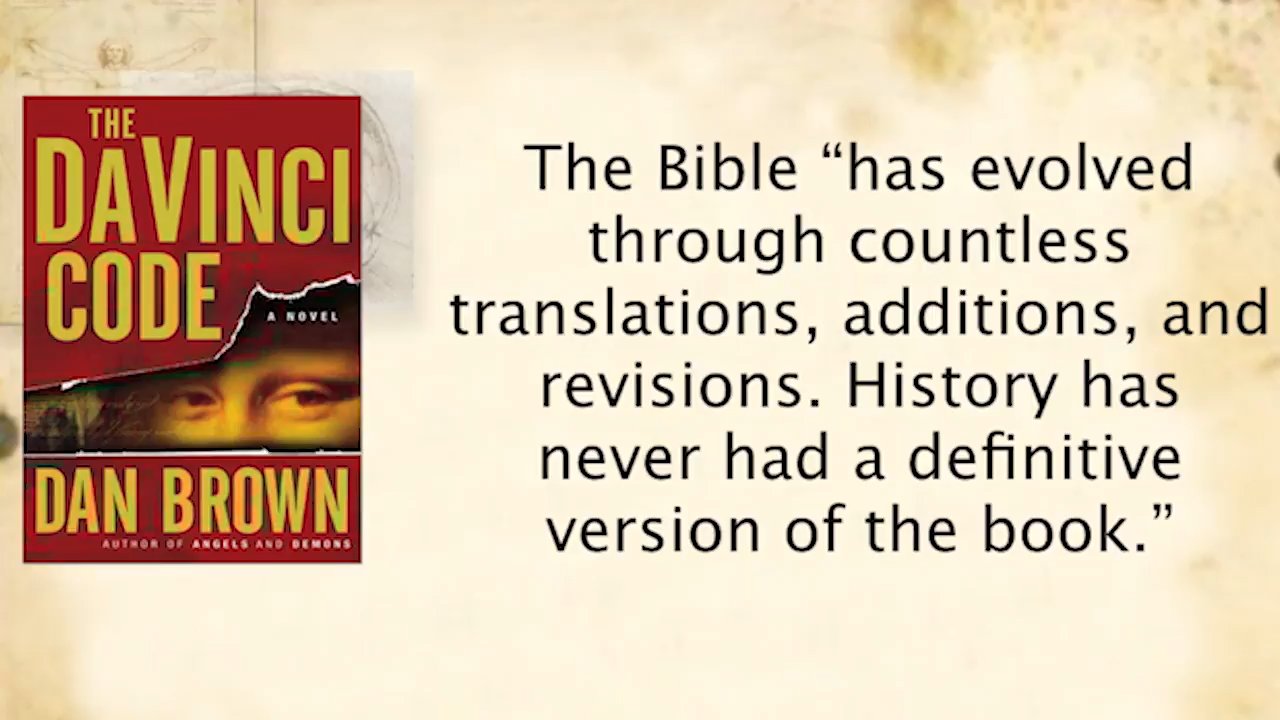 THE
DAVINCI
CODE
A NOVEL
DAN BROWN
AUTHOR OF ANGELS AND DEMONS
The Bible “has evolved
through countless
translations, additions, and
revisions. History has
never had a definitive
version of the book.”